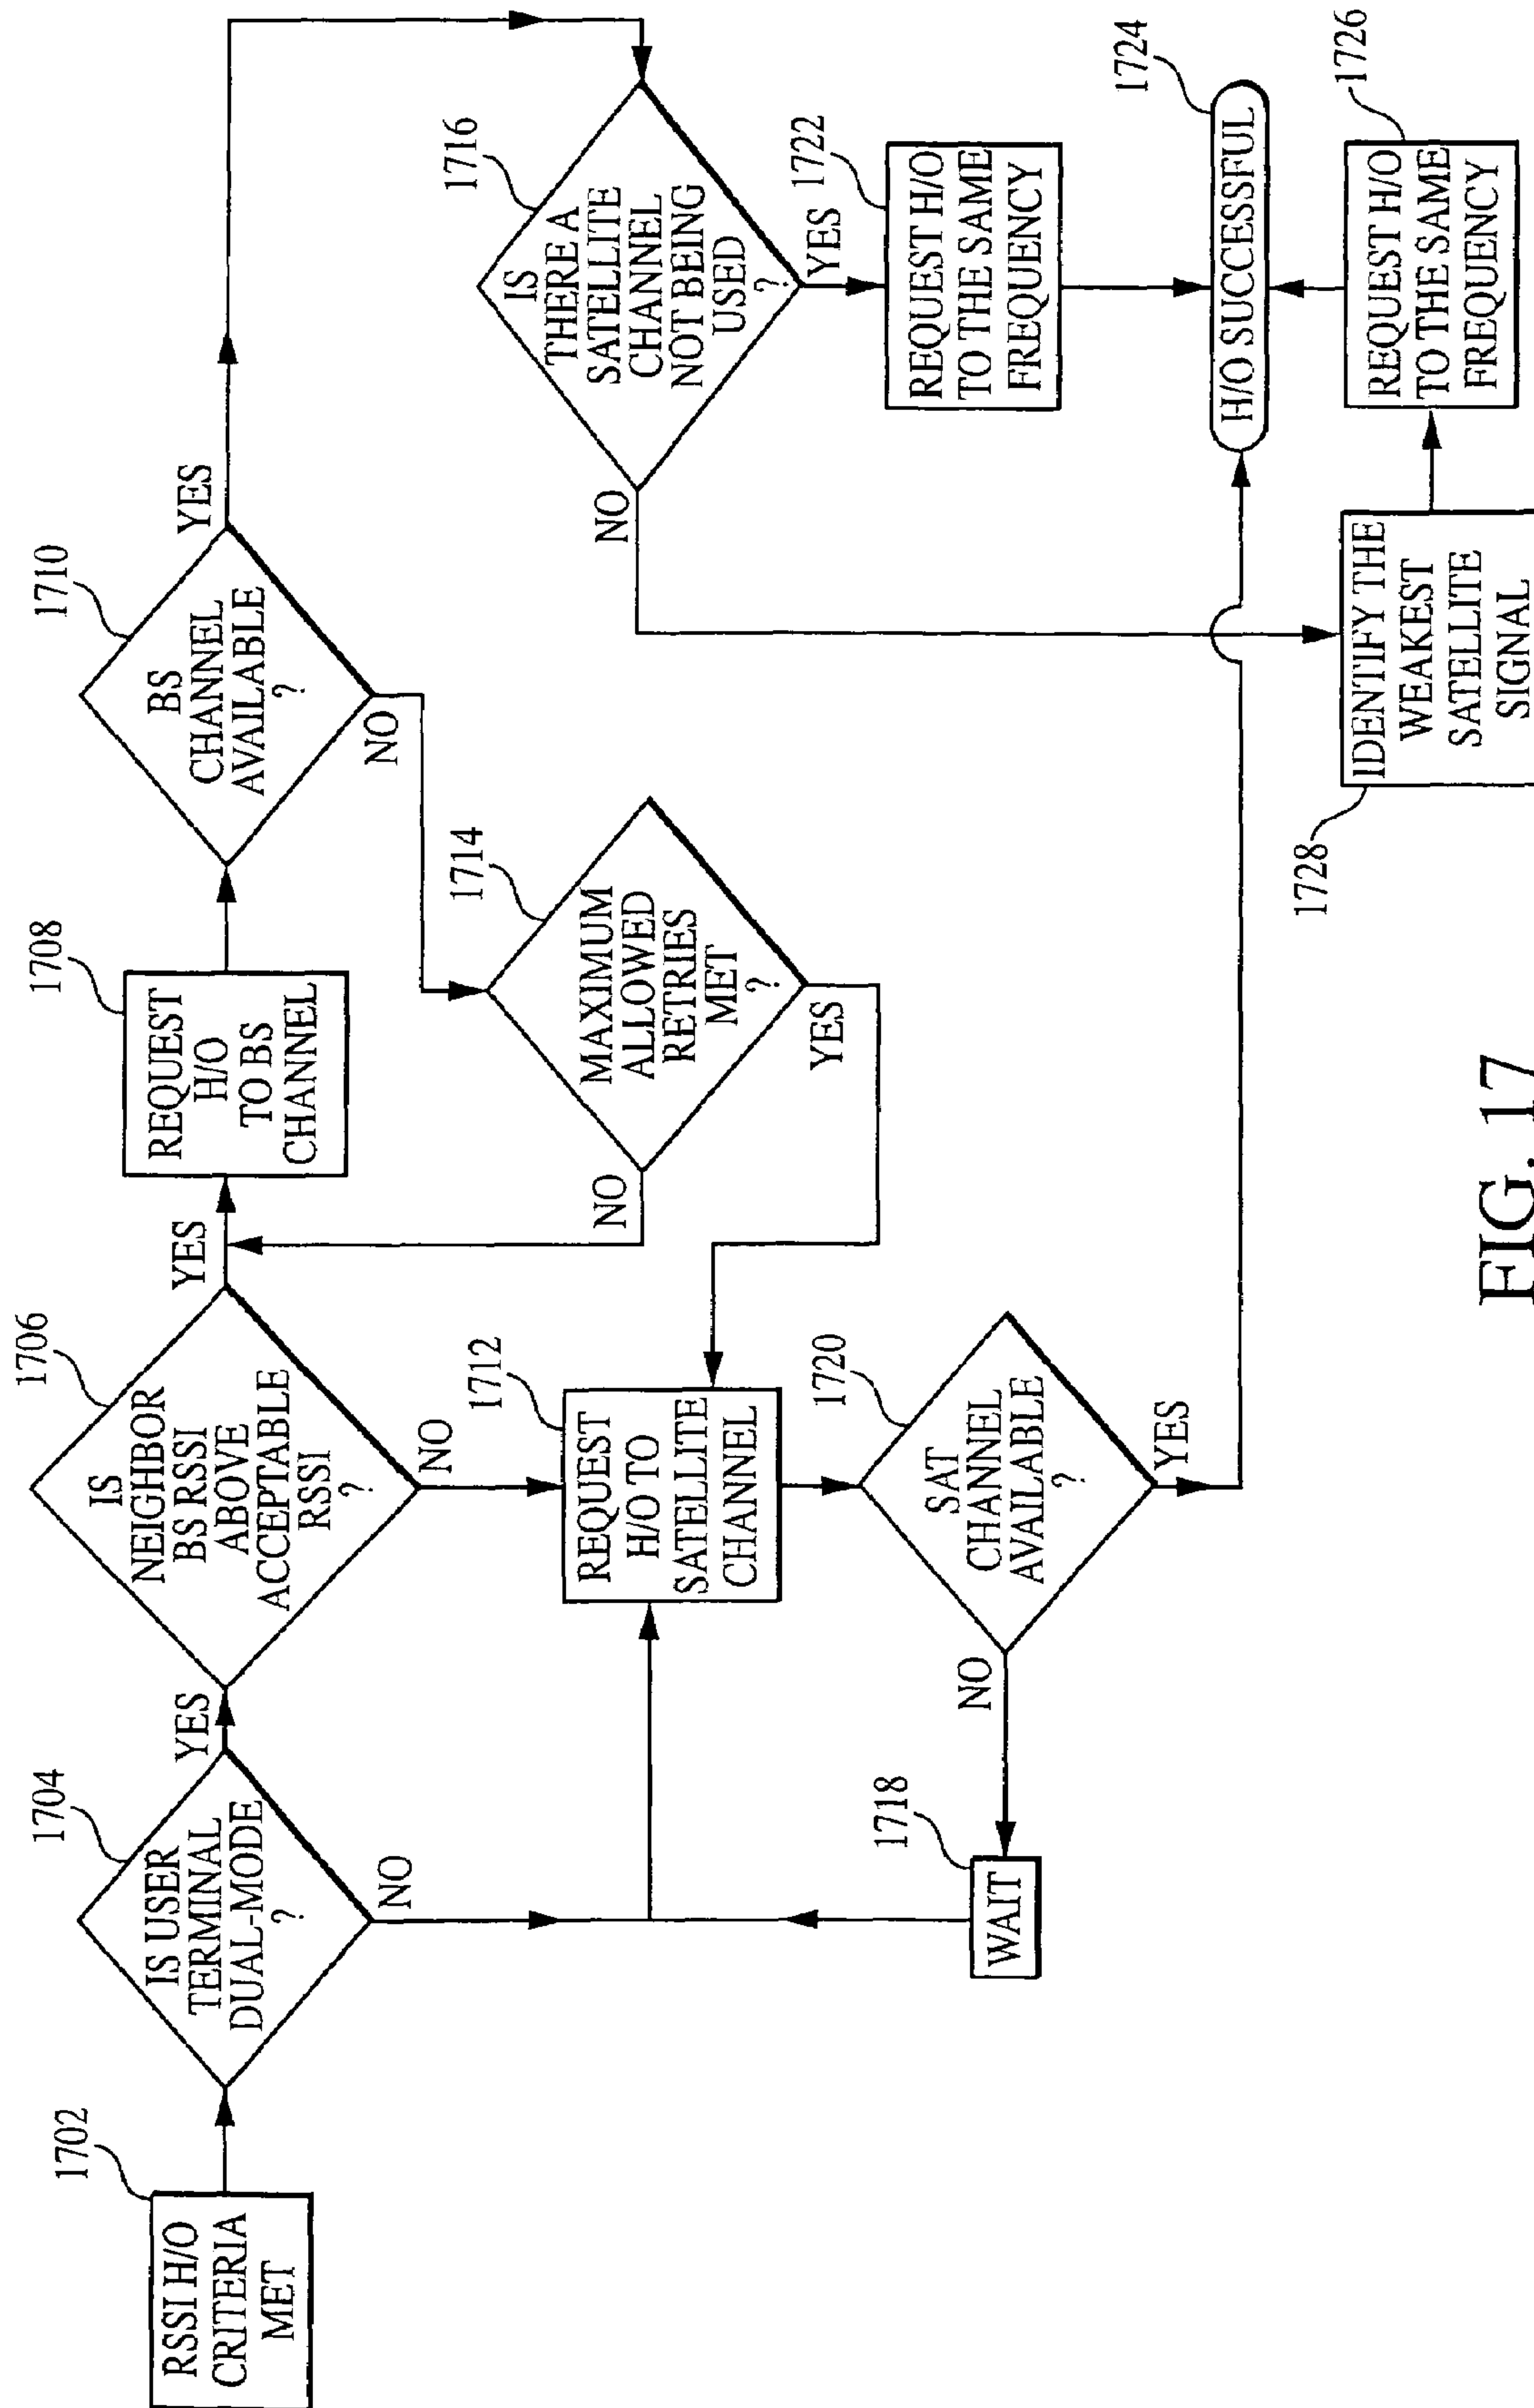 1702
RSSI H/O
CRITERIA
MET
1704
IS USER
TERMINAL
DUAL-MODE
?
YES
NO
1706
IS
NEIGHBOR
BS RSSI
ABOVE
ACCEPTABLE
RSSI
?
YES
NO
1708
REQUEST
H/O
TO BS
CHANNEL
1710
BS
CHANNEL
AVAILABLE
?
YES
NO
1714
MAXIMUM
ALLOWED
RETRIES
MET
?
NO
YES
1712
REQUEST
H/O TO
SATELLITE
CHANNEL
1720
SAT
CHANNEL
AVAILABLE
?
NO
YES
1718
WAIT
1716
IS
THERE A
SATELLITE
CHANNEL
NOT BEING
USED
?
NO
YES
1722
REQUEST H/O
TO THE SAME
FREQUENCY
1724
H/O SUCCESSFUL
1728
IDENTIFY THE
WEAKEST
SATELLITE
SIGNAL
1726
REQUEST H/O
TO THE SAME
FREQUENCY
FIG. 17